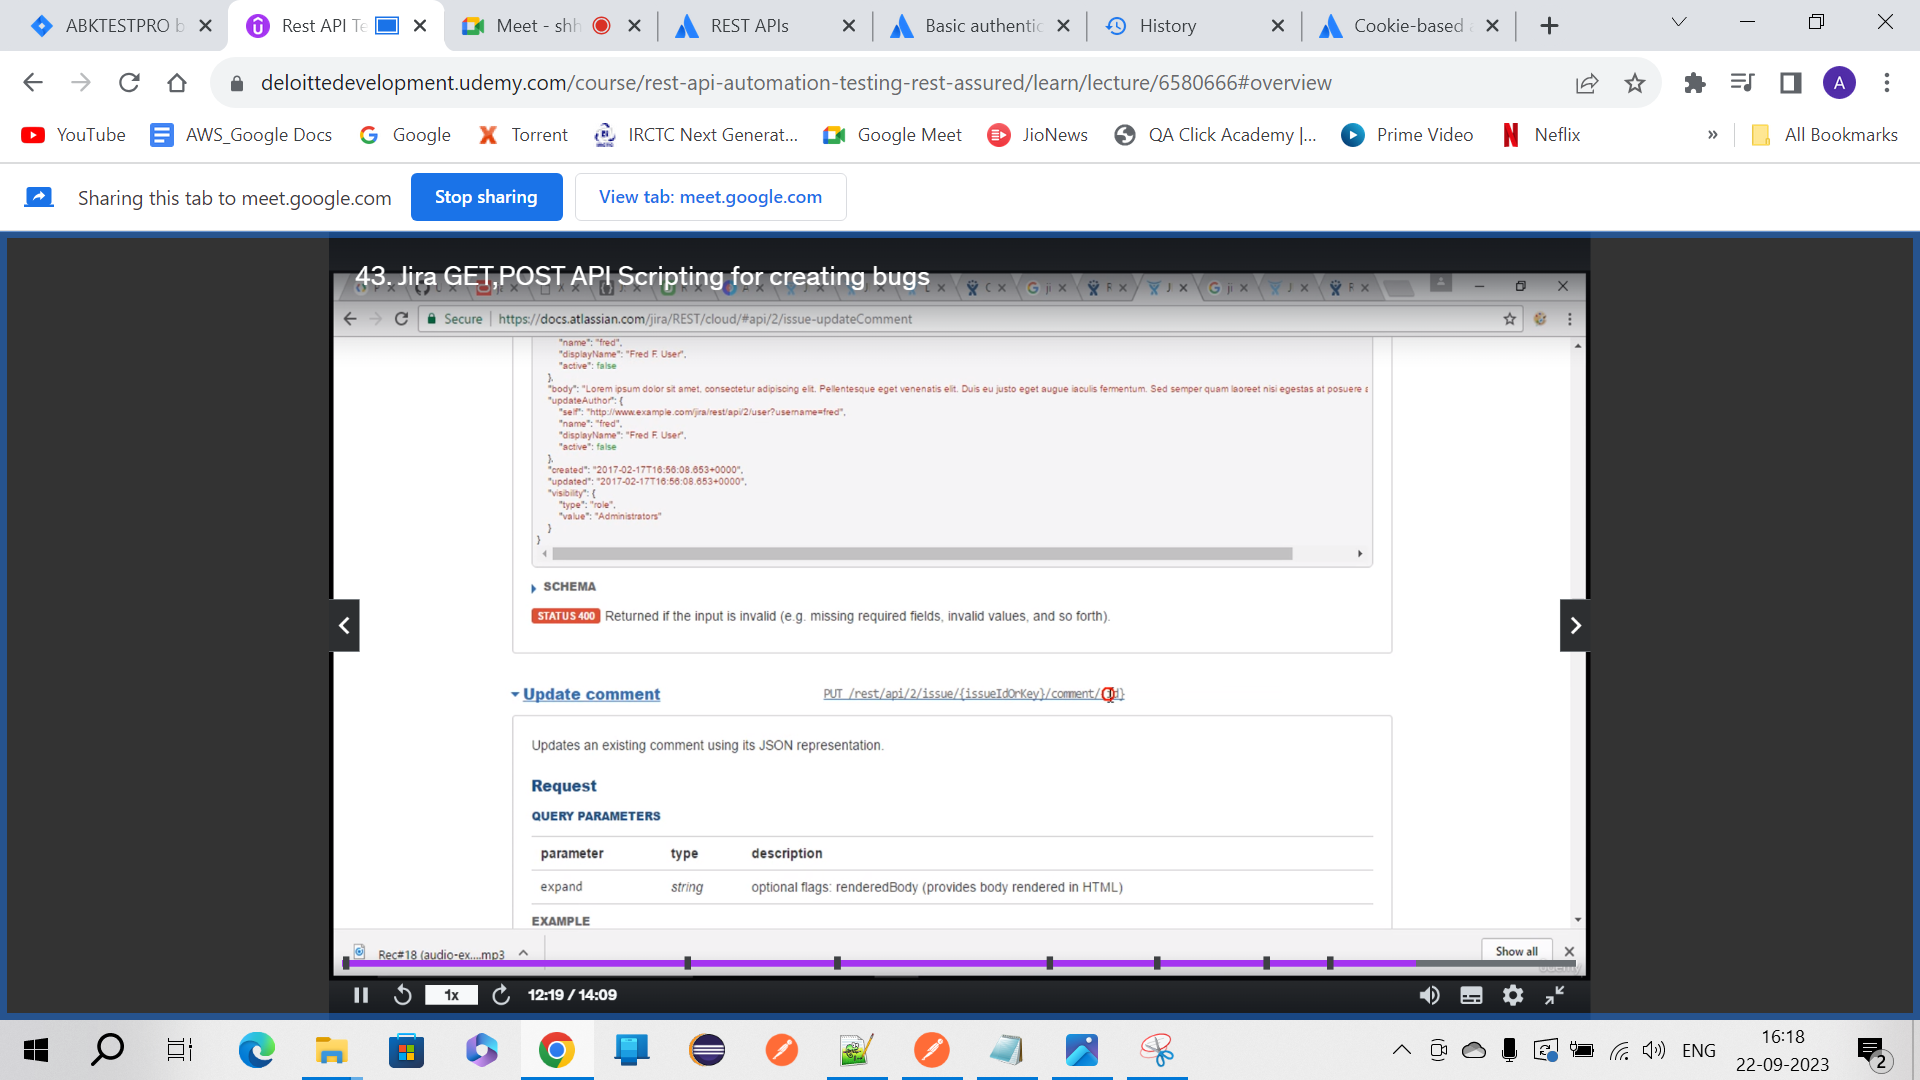 ABKTESTPRO b
Rest API Te
Meet - shh
REST APIs
Basic authentic
History
Cookie-based a
deloittedevelopment.udemy.com/course/rest-api-automation-testing-rest-assured/learn/lecture/6580666#overview
A
YouTube
AWS_Google Docs
Google
Torrent
IRCTC Next Generat...
Google Meet
JioNews
QA Click Academy |...
Prime Video
Neflix
»
All Bookmarks
Sharing this tab to meet.google.com
Stop sharing
View tab: meet.google.com
43. Jira GET,POST API Scripting for creating bugs
Secure
https://docs.atlassian.com/jira/REST/cloud/#api/2/issue-updateComment
"name": "fred",
"displayName": "Fred F. User",
"active": false
},
"body": "Lorem ipsum dolor sit amet, consectetur adipiscing elit. Pellentesque eget venenatis elit. Duis eu justo eget augue iaculis fermentum. Sed semper quam laoreet nisi egestas at posuere
"updateAuthor": {
"self": "http://www.example.com/jira/rest/api/2/user?username=fred",
"name": "fred",
"displayName": "Fred F. User",
"active": false
},
"created": "2017-02-17T16:56:08.653+0000",
"updated": "2017-02-17T16:56:08.653+0000",
"visibility": {
"type": "role",
"value": "Administrators"
}
}
SCHEMA
STATUS 400 Returned if the input is invalid (e.g. missing required fields, invalid values, and so forth).
Update comment
PUT /rest/api/2/issue/{issueIdOrKey}/comment/{id}
Updates an existing comment using its JSON representation.
Request
QUERY PARAMETERS
parameter type description
expand string optional flags: renderedBody (provides body rendered in HTML)
EXAMPLE
Rec#18 (audio-ex....mp3
Show all
1x
12:19 / 14:09
ENG
16:18
22-09-2023
2